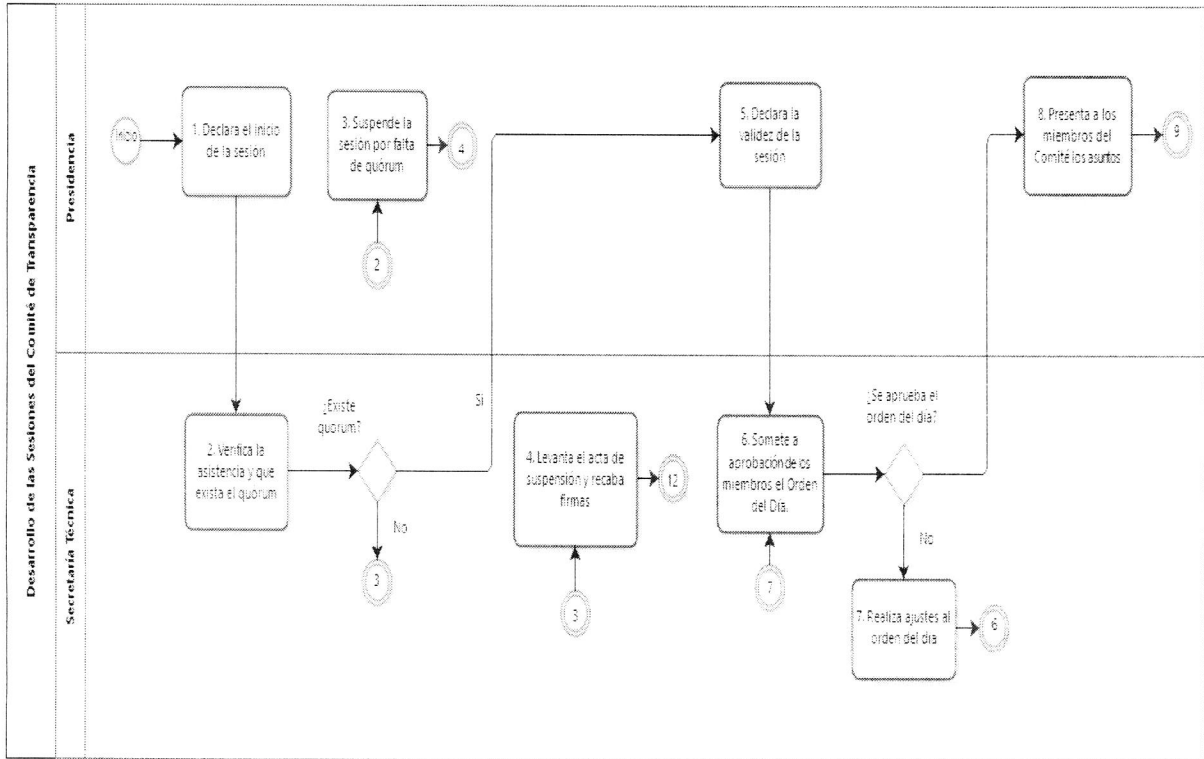 Desarrollo de las Sesiones del Comité de Transparencia
Presidencia
Inicio
1. Declara el inicio
de la sesión
3. Suspende la
sesión por falta
de quórum
4
2
5. Declara la
validez de la
sesión
8. Presenta a los
miembros del
Comité los asuntos
9
Secretaría Técnica
2. Verifica la
asistencia y que
exista el quorum
¿Existe
quorum?
Si
No
3
4. Levanta el acta de
suspensión y recaba
firmas
12
3
6. Somete a
aprobación de los
miembros el Orden
del Día.
7
¿Se aprueba el
orden del dia?
No
7. Realiza ajustes al
orden del dia
6